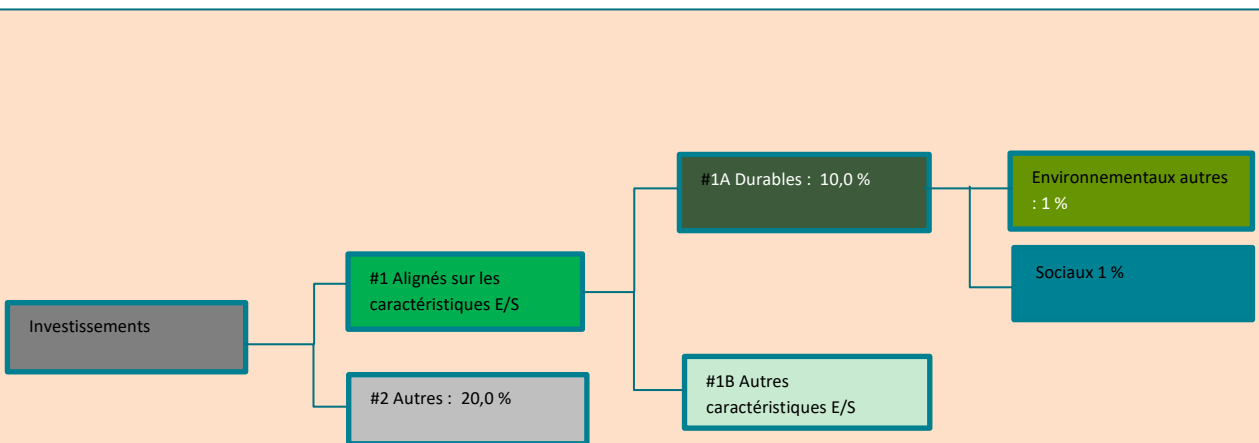 Investissements
#1 Alignés sur les
caractéristiques E/S
#2 Autres : 20,0 %
#1A Durables : 10,0 %
#1B Autres
caractéristiques E/S
Environnementaux autres
: 1 %
Sociaux 1 %